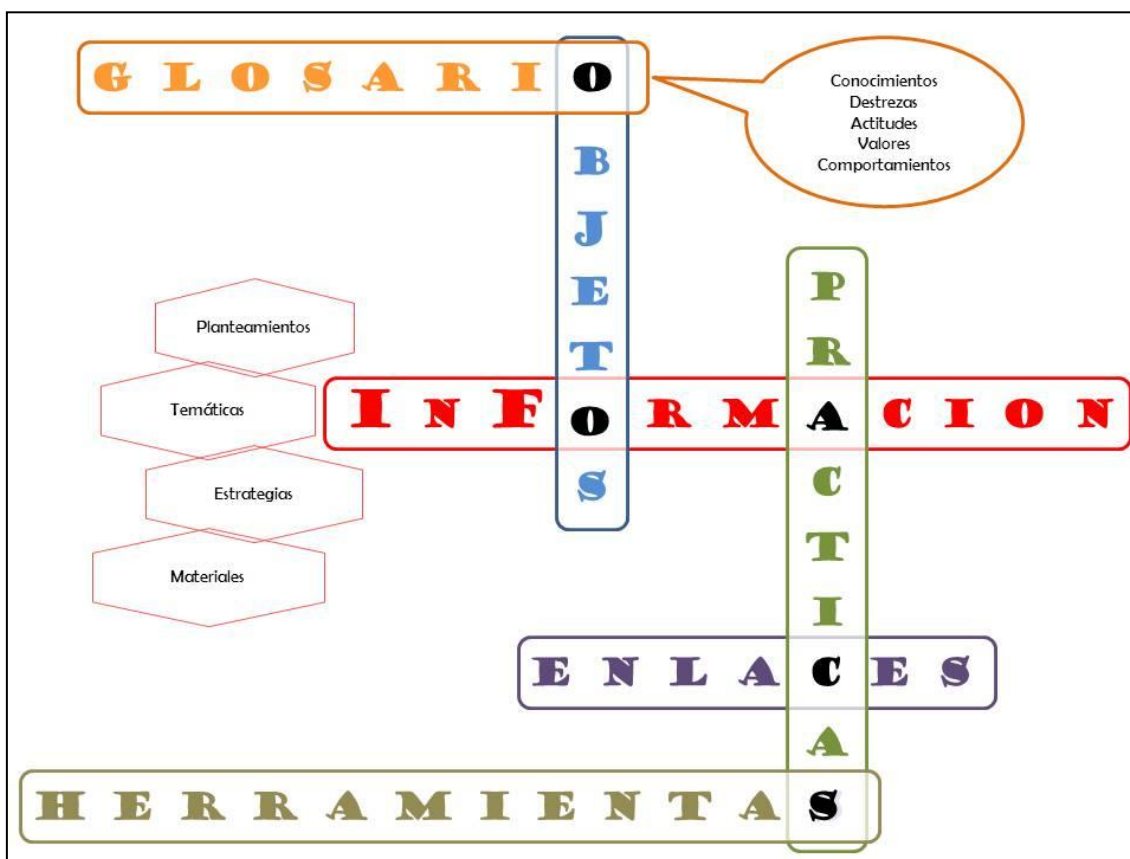 GLOSARIO
Conocimientos
Destrezas
Actitudes
Valores
Comportamientos
OBJETOS
PRACTICAS
Planteamientos
Temáticas
InFORMACION
Estrategias
Materiales
ENLACES
HERRAMIENTAS